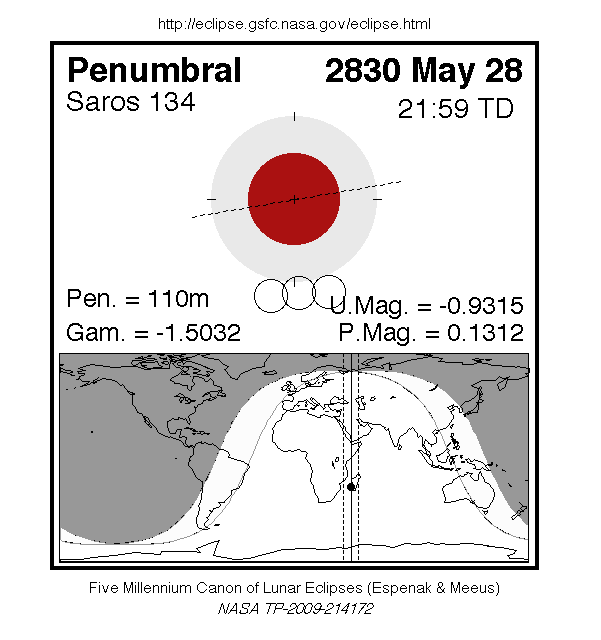 http://eclipse.gsfc.nasa.gov/eclipse.html
Penumbral 2830 May 28
Saros 134 21:59 TD
Pen. = 110m U.Mag. = -0.9315
Gam. = -1.5032 P.Mag. = 0.1312
Five Millennium Canon of Lunar Eclipses (Espenak & Meeus)
NASA TP-2009-214172